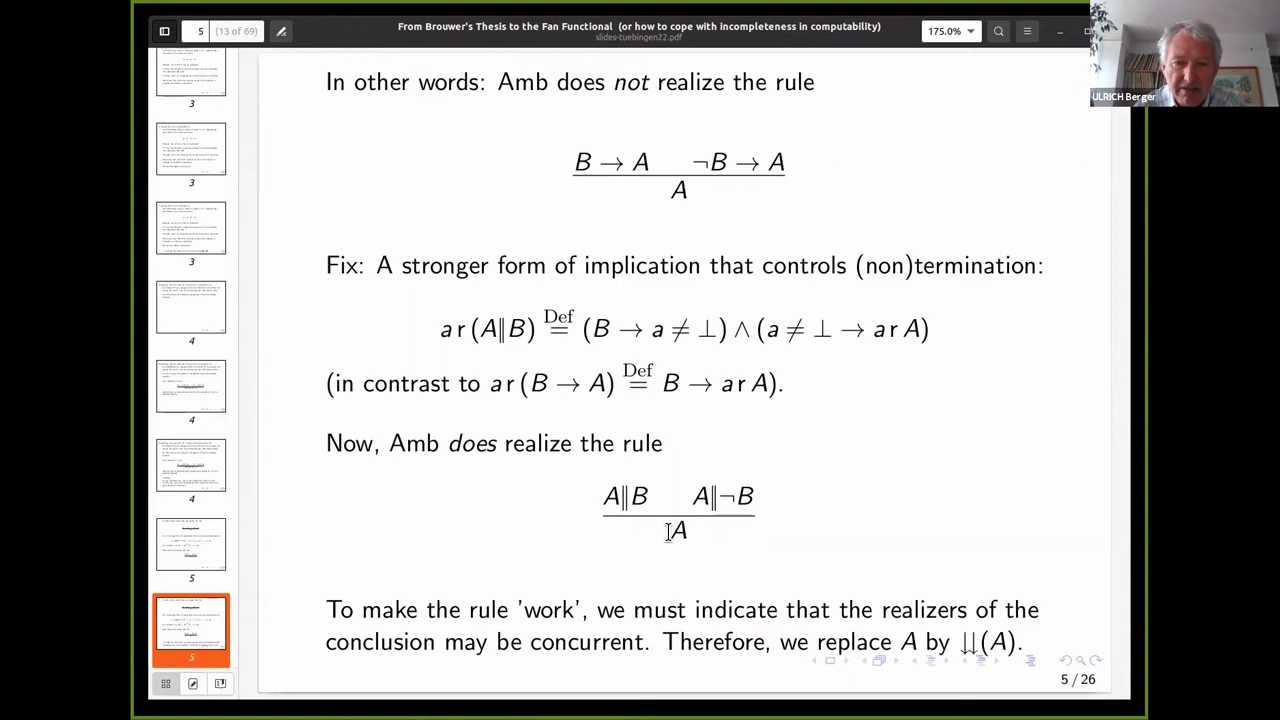 From Brouwer's Thesis to the Fan Functional (or how to cope with incompleteness in computability)
slides-tuebingen22.pdf
5 (13 of 69)
175.0%
ULRICH Berger
In other words: Amb does not realize the rule
B → A ¬B → A
A
Fix: A stronger form of implication that controls (non)termination:
a r (A‖B) Def= (B → a ≠ ⊥) ∧ (a ≠ ⊥ → a r A)
(in contrast to a r (B → A) Def= B → a r A).
Now, Amb does realize the rule
A‖B A‖¬B
A
To make the rule 'work', we must indicate that the realizers of the
conclusion may be concurrent. Therefore, we replace A by ⇊(A).
5 / 26
3
3
3
4
4
4
5
5